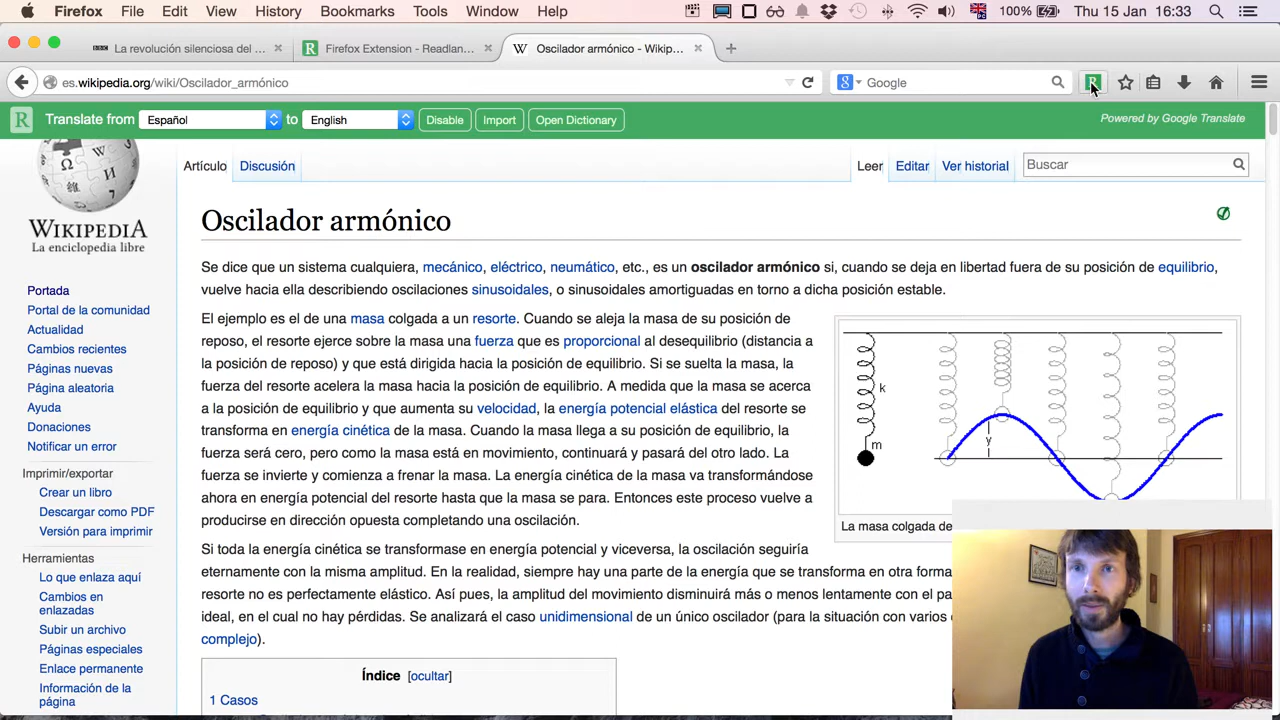 Firefox File Edit View History Bookmarks Tools Window Help 100% Thu 15 Jan 16:33
BBC La revolución silenciosa del ... × R Firefox Extension - Readlan... × W Oscilador armónico - Wikip... × +
es.wikipedia.org/wiki/Oscilador_armónico Google
R Translate from Español to English Disable Import Open Dictionary Powered by Google Translate
Artículo Discusión Leer Editar Ver historial Buscar
WIKIPEDIA
La enciclopedia libre
Portada
Portal de la comunidad
Actualidad
Cambios recientes
Páginas nuevas
Página aleatoria
Ayuda
Donaciones
Notificar un error
Imprimir/exportar
Crear un libro
Descargar como PDF
Versión para imprimir
Herramientas
Lo que enlaza aquí
Cambios en
enlazadas
Subir un archivo
Páginas especiales
Enlace permanente
Información de la
página
Oscilador armónico
Se dice que un sistema cualquiera, mecánico, eléctrico, neumático, etc., es un oscilador armónico si, cuando se deja en libertad fuera de su posición de equilibrio,
vuelve hacia ella describiendo oscilaciones sinusoidales, o sinusoidales amortiguadas en torno a dicha posición estable.
El ejemplo es el de una masa colgada a un resorte. Cuando se aleja la masa de su posición de
reposo, el resorte ejerce sobre la masa una fuerza que es proporcional al desequilibrio (distancia a
la posición de reposo) y que está dirigida hacia la posición de equilibrio. Si se suelta la masa, la
fuerza del resorte acelera la masa hacia la posición de equilibrio. A medida que la masa se acerca
a la posición de equilibrio y que aumenta su velocidad, la energía potencial elástica del resorte se
transforma en energía cinética de la masa. Cuando la masa llega a su posición de equilibrio, la
fuerza será cero, pero como la masa está en movimiento, continuará y pasará del otro lado. La
fuerza se invierte y comienza a frenar la masa. La energía cinética de la masa va transformándose
ahora en energía potencial del resorte hasta que la masa se para. Entonces este proceso vuelve a
producirse en dirección opuesta completando una oscilación.
k
m
y
La masa colgada de
Si toda la energía cinética se transformase en energía potencial y viceversa, la oscilación seguiría
eternamente con la misma amplitud. En la realidad, siempre hay una parte de la energía que se transforma en otra forma
resorte no es perfectamente elástico. Así pues, la amplitud del movimiento disminuirá más o menos lentamente con el pa
ideal, en el cual no hay pérdidas. Se analizará el caso unidimensional de un único oscilador (para la situación con varios
complejo).
Índice [ocultar]
1 Casos